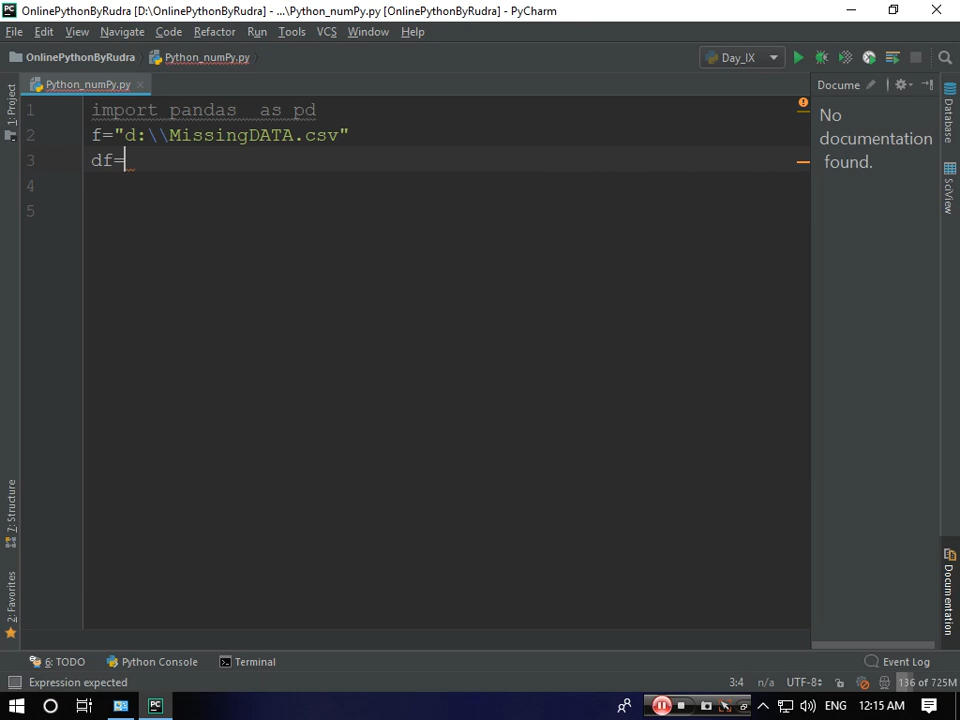 OnlinePythonByRudra [D:\OnlinePythonByRudra] - ...\Python_numPy.py [OnlinePythonByRudra] - PyCharm
File Edit View Navigate Code Refactor Run Tools VCS Window Help
OnlinePythonByRudra Python_numPy.py Day_IX
Python_numPy.py
Docume
1 import pandas as pd
2 f="d:\\MissingDATA.csv"
3 df=
4
5
No documentation found.
1: Project
7: Structure
2: Favorites
Database
SciView
Documentation
6: TODO Python Console Terminal Event Log
Expression expected 3:4 n/a UTF-8 136 of 725M
ENG 12:15 AM